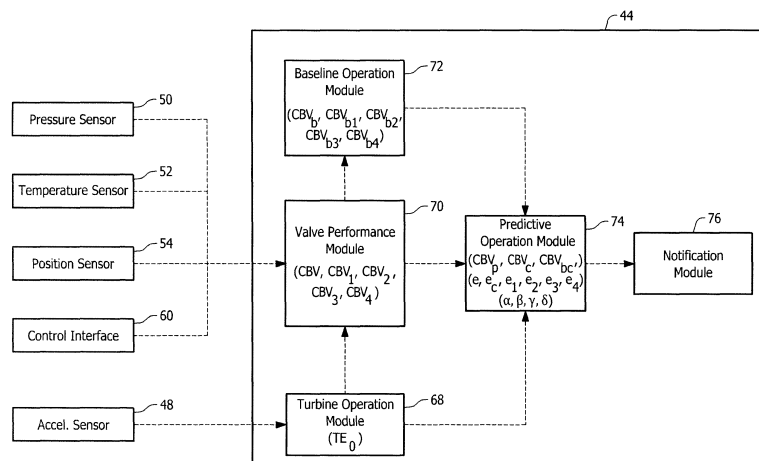 44
72
Baseline Operation
Module
(CBV_b, CBV_b1, CBV_b2,
CBV_b3, CBV_b4)
50
Pressure Sensor
52
Temperature Sensor
54
Position Sensor
60
Control Interface
48
Accel. Sensor
70
Valve Performance
Module
(CBV, CBV_1, CBV_2,
CBV_3, CBV_4)
68
Turbine Operation
Module
(TE_0)
74
Predictive
Operation Module
(CBV_p, CBV_c, CBV_bc,)
(e, e_c, e_1, e_2, e_3, e_4)
(α, β, γ, δ)
76
Notification
Module